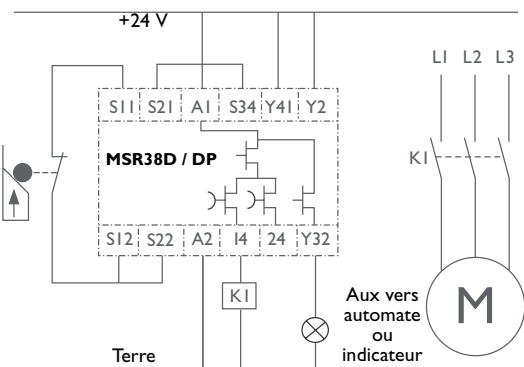 +24 V
L1 L2 L3
S11 S21 A1 S34 Y41 Y2
MSR38D / DP
K1
S12 S22 A2 14 24 Y32
K1
Aux vers
automate
ou
indicateur
M
Terre